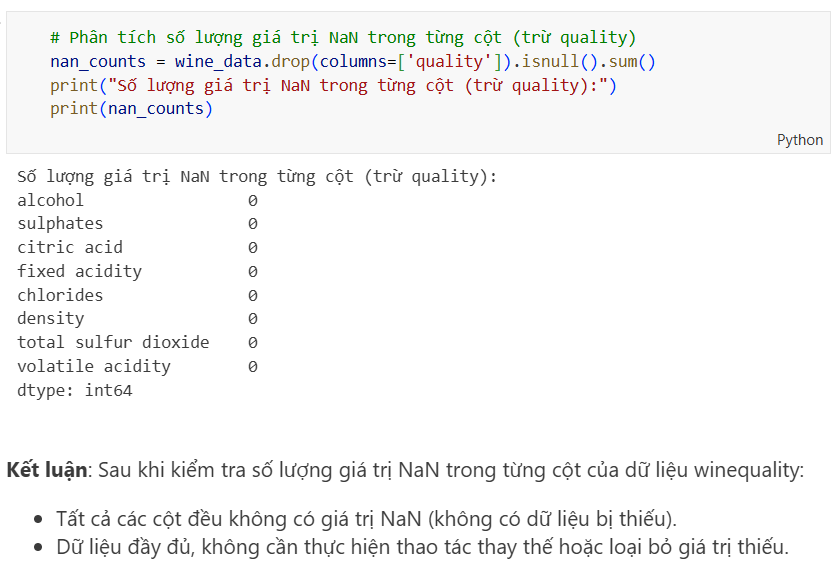 # Phân tích số lượng giá trị NaN trong từng cột (trừ quality)
nan_counts = wine_data.drop(columns=['quality']).isnull().sum()
print("Số lượng giá trị NaN trong từng cột (trừ quality):")
print(nan_counts)
Python
Số lượng giá trị NaN trong từng cột (trừ quality):
alcohol 0
sulphates 0
citric acid 0
fixed acidity 0
chlorides 0
density 0
total sulfur dioxide 0
volatile acidity 0
dtype: int64
Kết luận: Sau khi kiểm tra số lượng giá trị NaN trong từng cột của dữ liệu winequality:
• Tất cả các cột đều không có giá trị NaN (không có dữ liệu bị thiếu).
• Dữ liệu đầy đủ, không cần thực hiện thao tác thay thế hoặc loại bỏ giá trị thiếu.